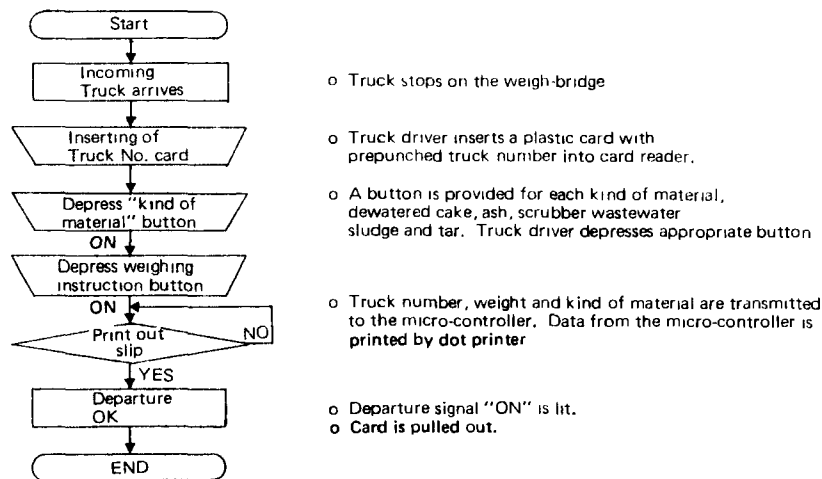 Start
Incoming
Truck arrives
o Truck stops on the weigh-bridge
Inserting of
Truck No. card
o Truck driver inserts a plastic card with
prepunched truck number into card reader.
Depress "kind of
material" button
o A button is provided for each kind of material,
dewatered cake, ash, scrubber wastewater
sludge and tar. Truck driver depresses appropriate button
ON
Depress weighing
instruction button
ON
Print out
slip
NO
o Truck number, weight and kind of material are transmitted
to the micro-controller. Data from the micro-controller is
printed by dot printer
YES
Departure
OK
o Departure signal "ON" is lit.
o Card is pulled out.
END